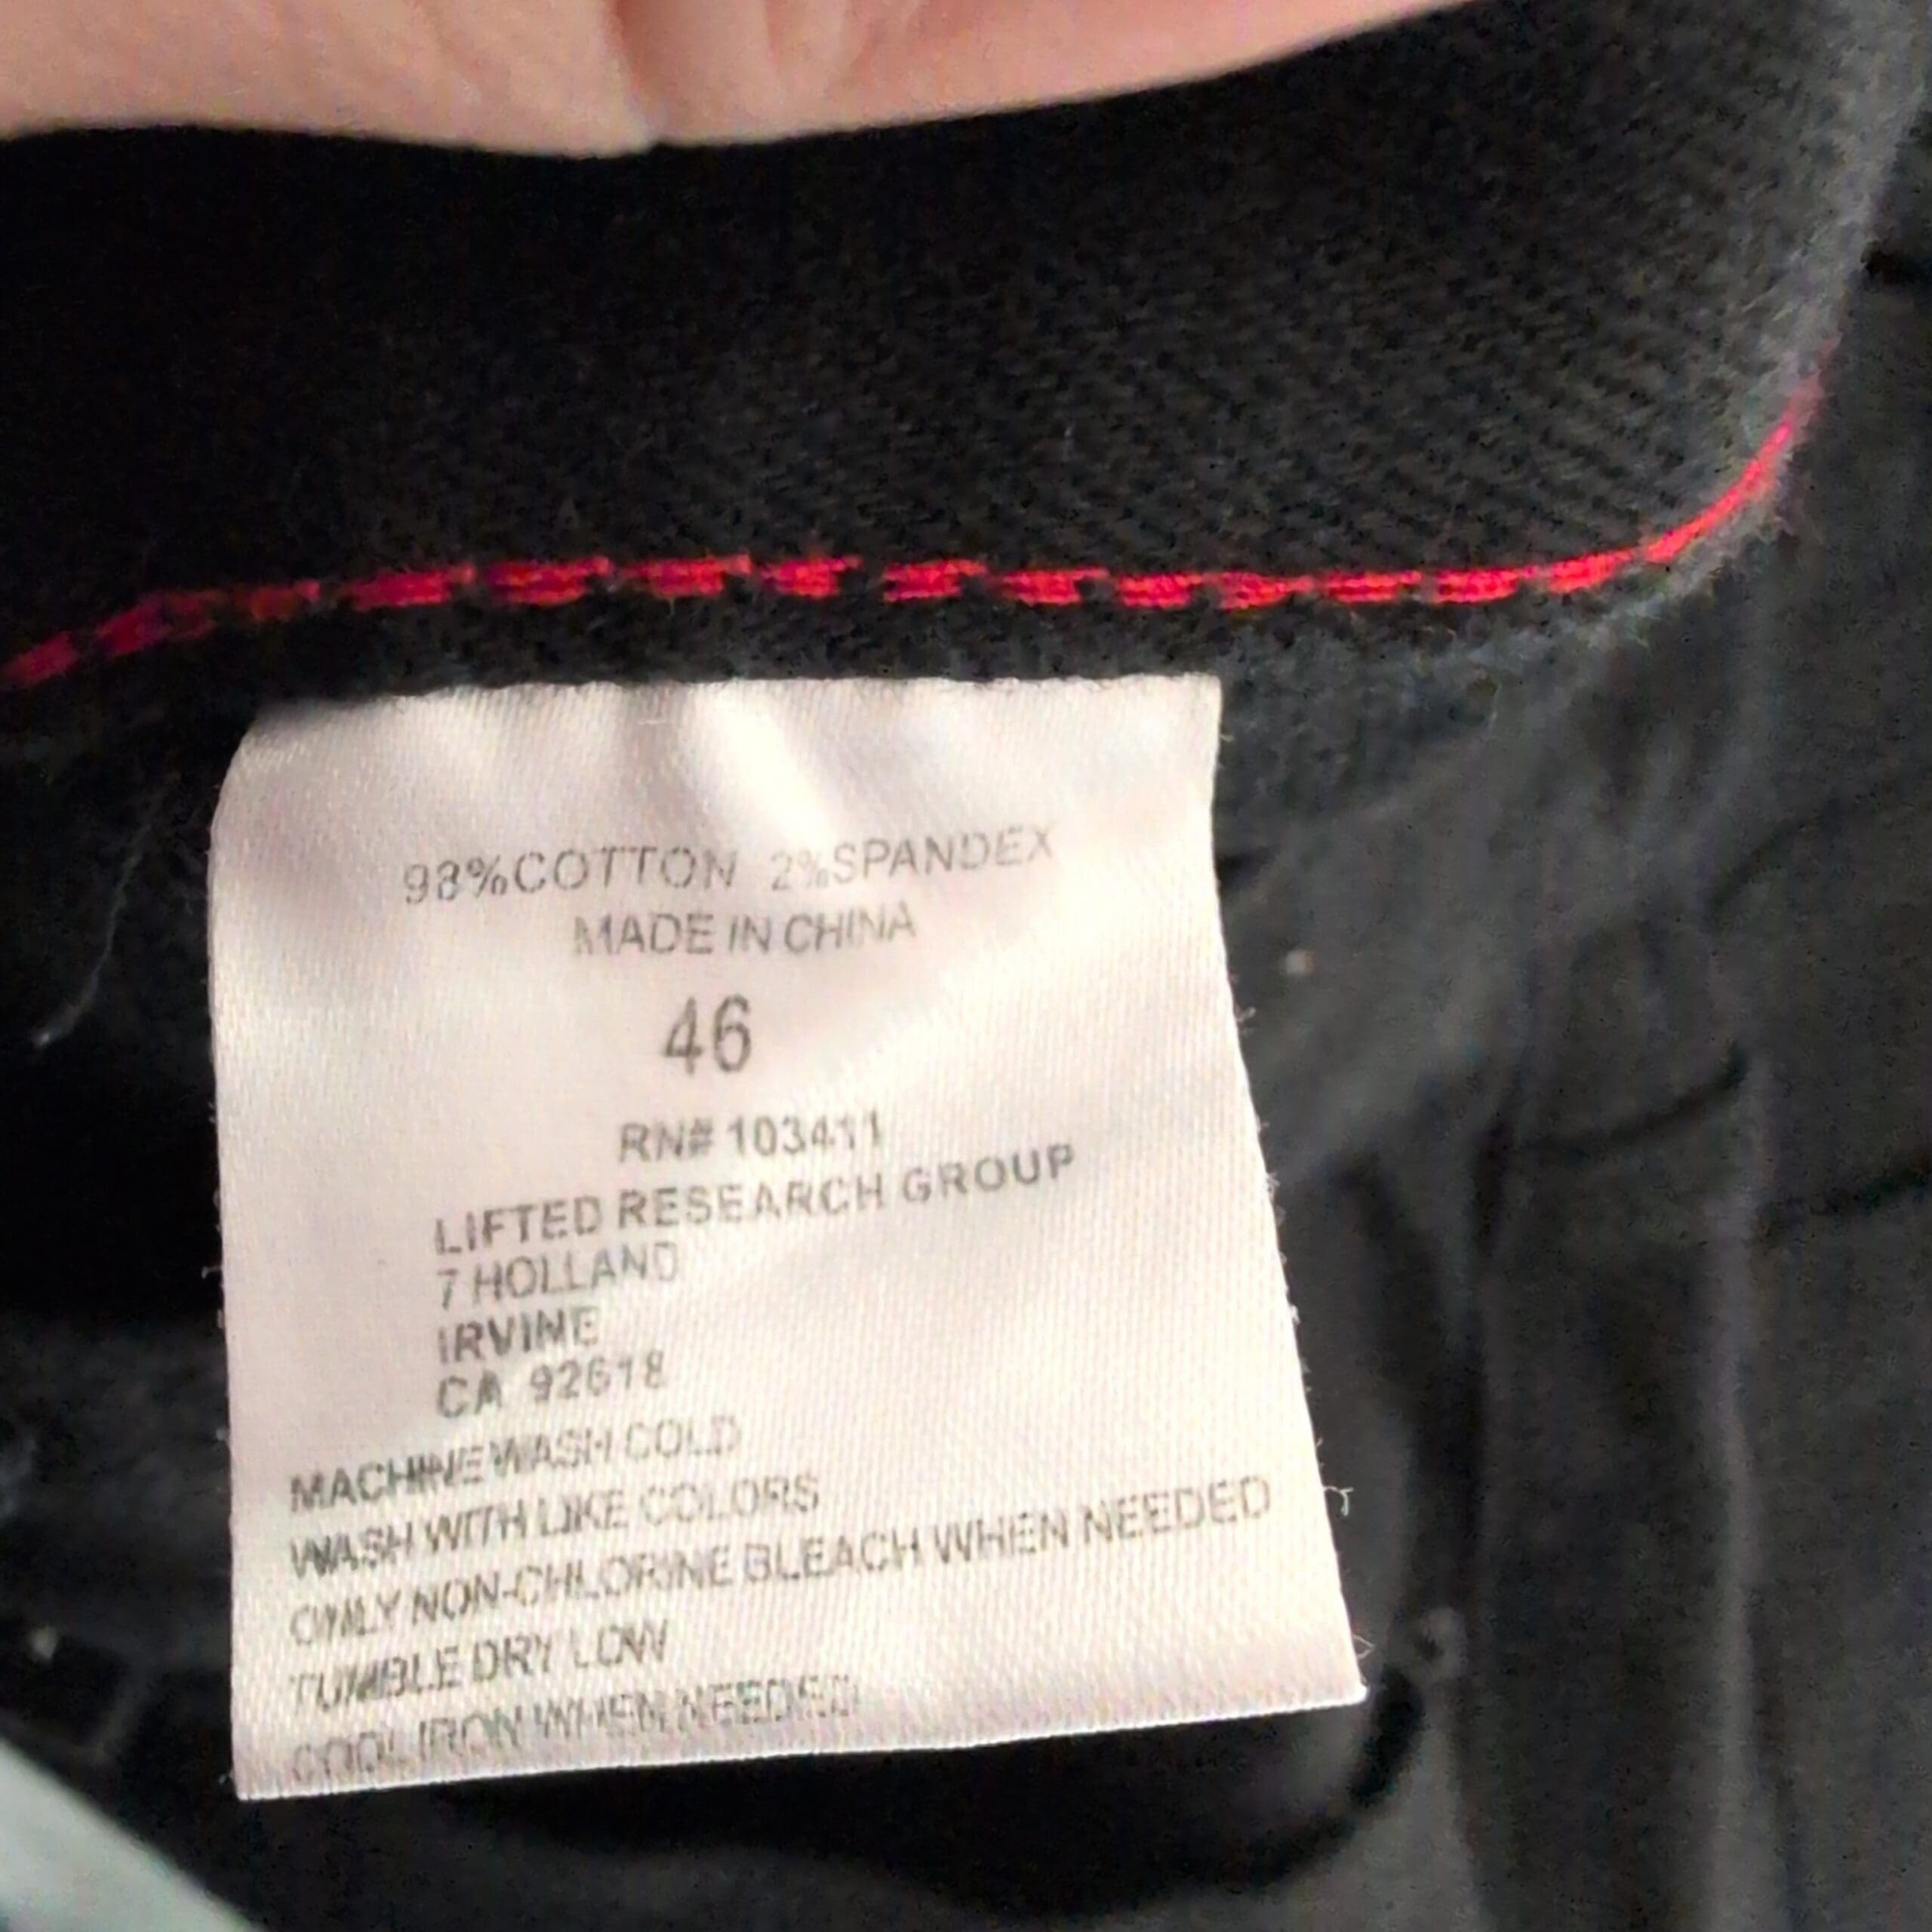 98%COTTON 2%SPANDEX
MADE IN CHINA
46
RN# 103411
LIFTED RESEARCH GROUP
7 HOLLAND
IRVINE
CA 92618
MACHINE WASH COLD
WASH WITH LIKE COLORS
ONLY NON-CHLORINE BLEACH WHEN NEEDED
TUMBLE DRY LOW
COOL IRON WHEN NEEDED